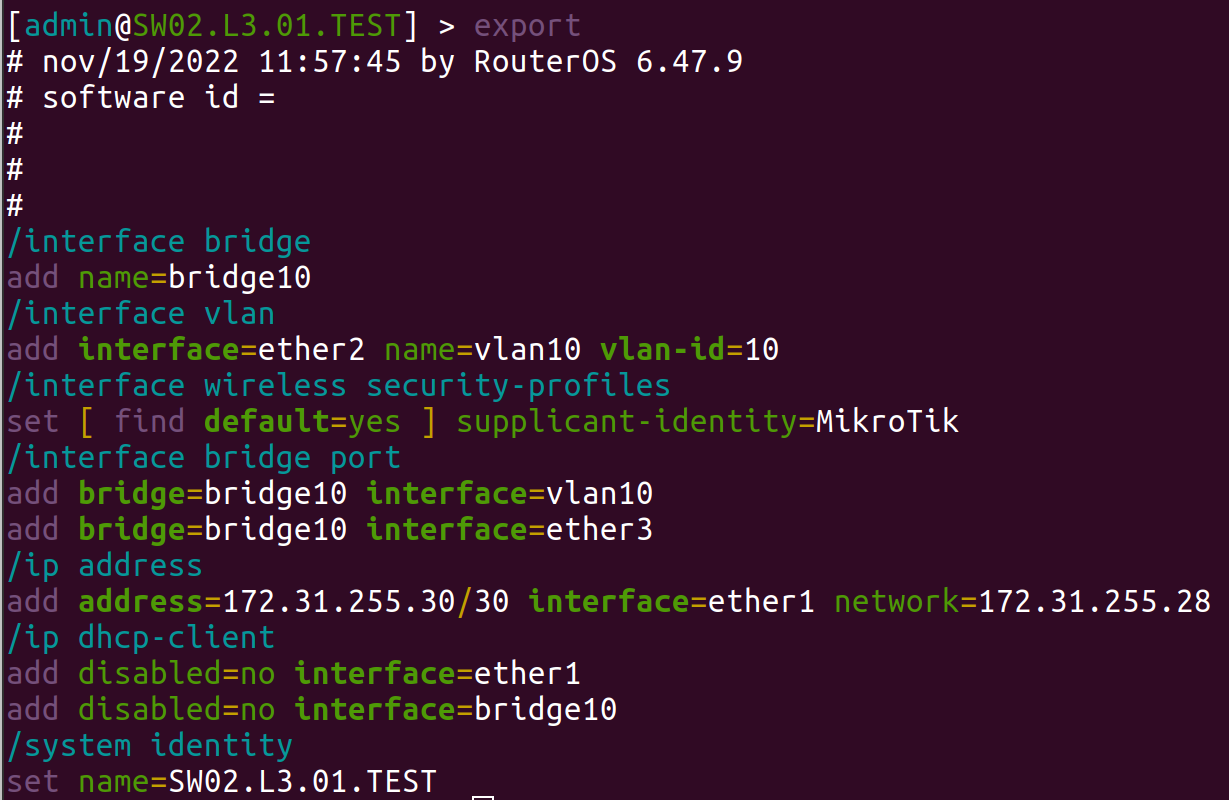 [admin@SW02.L3.01.TEST] > export
# nov/19/2022 11:57:45 by RouterOS 6.47.9
# software id =
#
#
#
/interface bridge
add name=bridge10
/interface vlan
add interface=ether2 name=vlan10 vlan-id=10
/interface wireless security-profiles
set [ find default=yes ] supplicant-identity=MikroTik
/interface bridge port
add bridge=bridge10 interface=vlan10
add bridge=bridge10 interface=ether3
/ip address
add address=172.31.255.30/30 interface=ether1 network=172.31.255.28
/ip dhcp-client
add disabled=no interface=ether1
add disabled=no interface=bridge10
/system identity
set name=SW02.L3.01.TEST